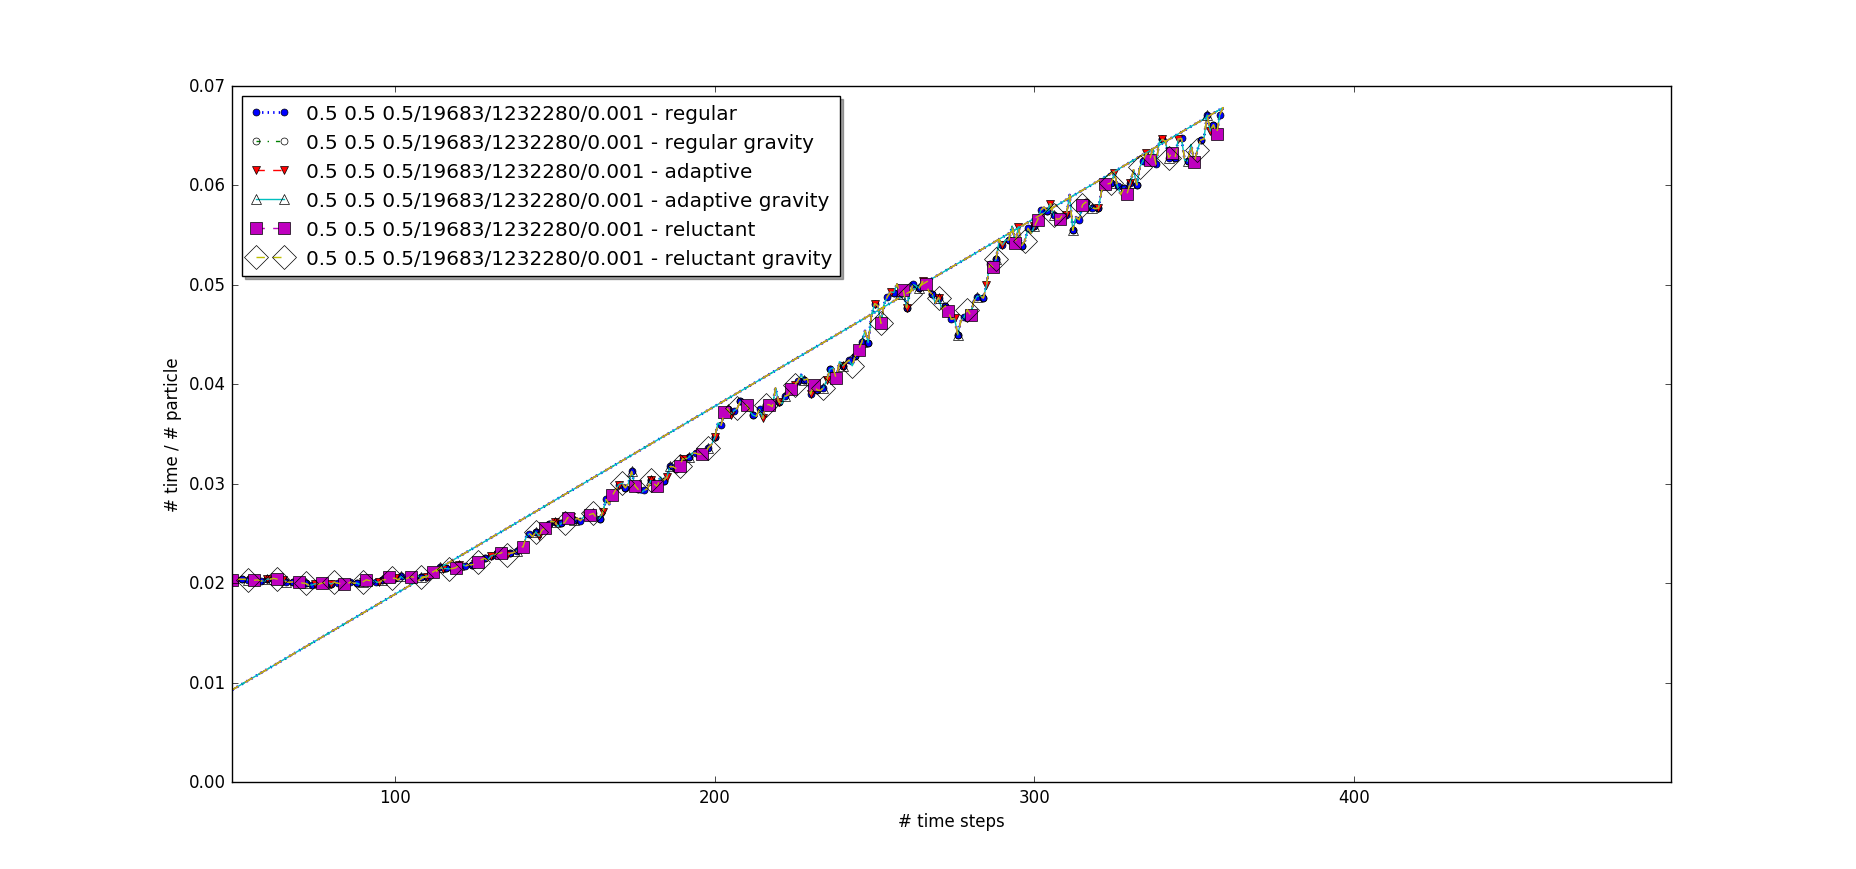 0.07
0.06
0.05
0.04
0.03
0.02
0.01
0.00
# time / # particle
0.5 0.5 0.5/19683/1232280/0.001 - regular
0.5 0.5 0.5/19683/1232280/0.001 - regular gravity
0.5 0.5 0.5/19683/1232280/0.001 - adaptive
0.5 0.5 0.5/19683/1232280/0.001 - adaptive gravity
0.5 0.5 0.5/19683/1232280/0.001 - reluctant
0.5 0.5 0.5/19683/1232280/0.001 - reluctant gravity
100 200 300 400
# time steps